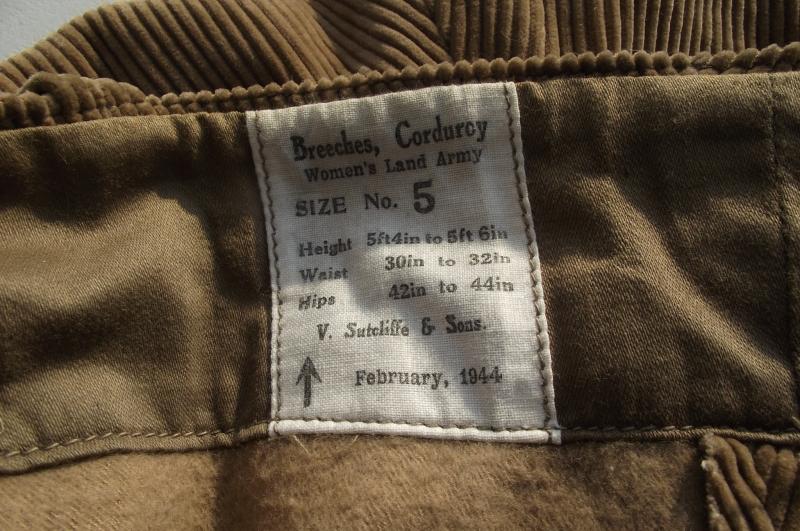 Breeches, Corduroy
Women's Land Army
SIZE No. 5
Height 5ft4in to 5ft 6in
Waist 30in to 32in
Hips 42in to 44in
V. Sutcliffe & Sons.
February, 1944